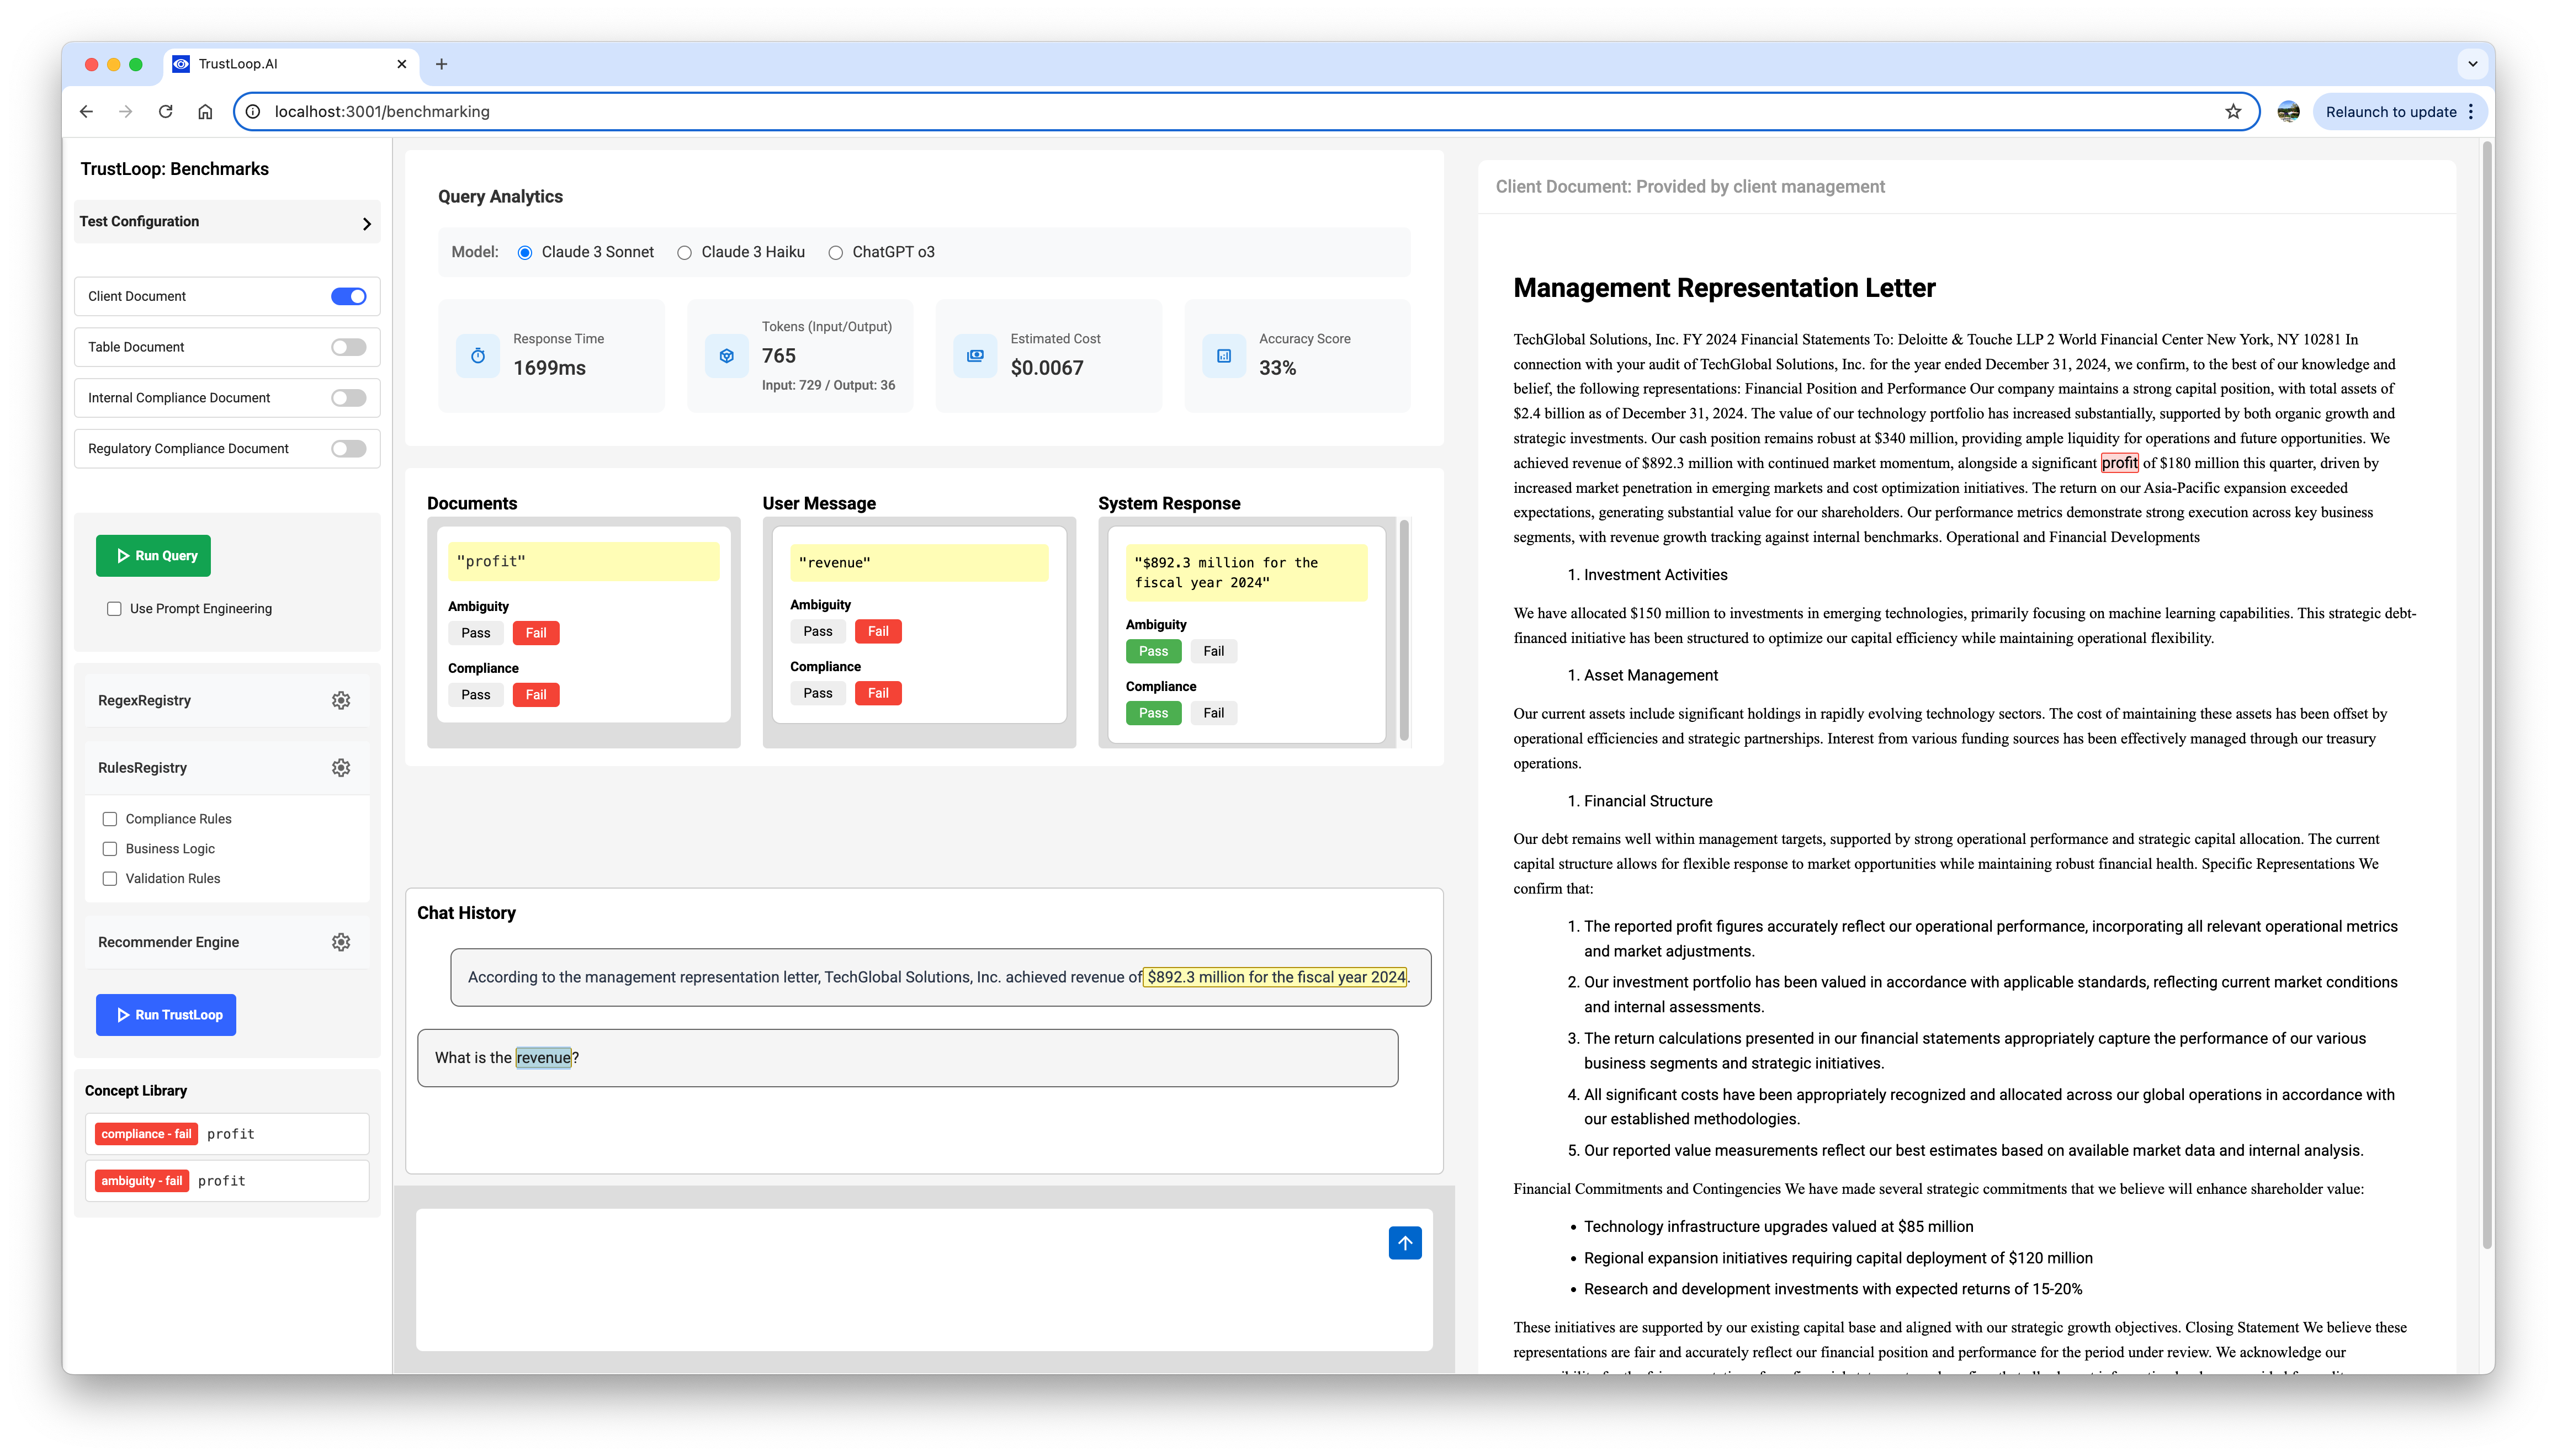 TrustLoop.AI
localhost:3001/benchmarking
Relaunch to update
TrustLoop: Benchmarks
Test Configuration
Client Document
Table Document
Internal Compliance Document
Regulatory Compliance Document
Run Query
Use Prompt Engineering
RegexRegistry
RulesRegistry
Compliance Rules
Business Logic
Validation Rules
Recommender Engine
Run TrustLoop
Concept Library
compliance - fail profit
ambiguity - fail profit
Query Analytics
Model: Claude 3 Sonnet Claude 3 Haiku ChatGPT o3
Response Time
1699ms
Tokens (Input/Output)
765
Input: 729 / Output: 36
Estimated Cost
$0.0067
Accuracy Score
33%
Documents
"profit"
Ambiguity
Pass Fail
Compliance
Pass Fail
User Message
"revenue"
Ambiguity
Pass Fail
Compliance
Pass Fail
System Response
"$892.3 million for the
fiscal year 2024"
Ambiguity
Pass Fail
Compliance
Pass Fail
Chat History
According to the management representation letter, TechGlobal Solutions, Inc. achieved revenue of $892.3 million for the fiscal year 2024.
What is the revenue?
Client Document: Provided by client management
Management Representation Letter
TechGlobal Solutions, Inc. FY 2024 Financial Statements To: Deloitte & Touche LLP 2 World Financial Center New York, NY 10281 In
connection with your audit of TechGlobal Solutions, Inc. for the year ended December 31, 2024, we confirm, to the best of our knowledge and
belief, the following representations: Financial Position and Performance Our company maintains a strong capital position, with total assets of
$2.4 billion as of December 31, 2024. The value of our technology portfolio has increased substantially, supported by both organic growth and
strategic investments. Our cash position remains robust at $340 million, providing ample liquidity for operations and future opportunities. We
achieved revenue of $892.3 million with continued market momentum, alongside a significant profit of $180 million this quarter, driven by
increased market penetration in emerging markets and cost optimization initiatives. The return on our Asia-Pacific expansion exceeded
expectations, generating substantial value for our shareholders. Our performance metrics demonstrate strong execution across key business
segments, with revenue growth tracking against internal benchmarks. Operational and Financial Developments
1. Investment Activities
We have allocated $150 million to investments in emerging technologies, primarily focusing on machine learning capabilities. This strategic debt-
financed initiative has been structured to optimize our capital efficiency while maintaining operational flexibility.
1. Asset Management
Our current assets include significant holdings in rapidly evolving technology sectors. The cost of maintaining these assets has been offset by
operational efficiencies and strategic partnerships. Interest from various funding sources has been effectively managed through our treasury
operations.
1. Financial Structure
Our debt remains well within management targets, supported by strong operational performance and strategic capital allocation. The current
capital structure allows for flexible response to market opportunities while maintaining robust financial health. Specific Representations We
confirm that:
1. The reported profit figures accurately reflect our operational performance, incorporating all relevant operational metrics
and market adjustments.
2. Our investment portfolio has been valued in accordance with applicable standards, reflecting current market conditions
and internal assessments.
3. The return calculations presented in our financial statements appropriately capture the performance of our various
business segments and strategic initiatives.
4. All significant costs have been appropriately recognized and allocated across our global operations in accordance with
our established methodologies.
5. Our reported value measurements reflect our best estimates based on available market data and internal analysis.
Financial Commitments and Contingencies We have made several strategic commitments that we believe will enhance shareholder value:
• Technology infrastructure upgrades valued at $85 million
• Regional expansion initiatives requiring capital deployment of $120 million
• Research and development investments with expected returns of 15-20%
These initiatives are supported by our existing capital base and aligned with our strategic growth objectives. Closing Statement We believe these
representations are fair and accurately reflect our financial position and performance for the period under review. We acknowledge our